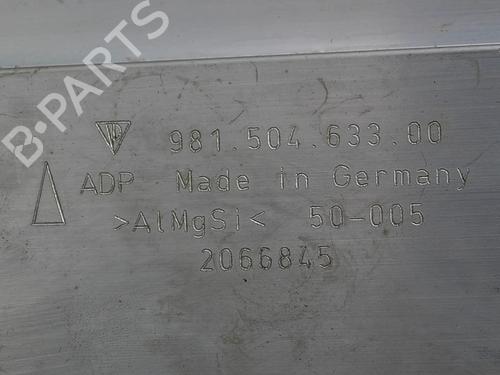 B-PARTS
981.504.633.00
ADP Made in Germany
>AlMgSi< 50-005
2066845